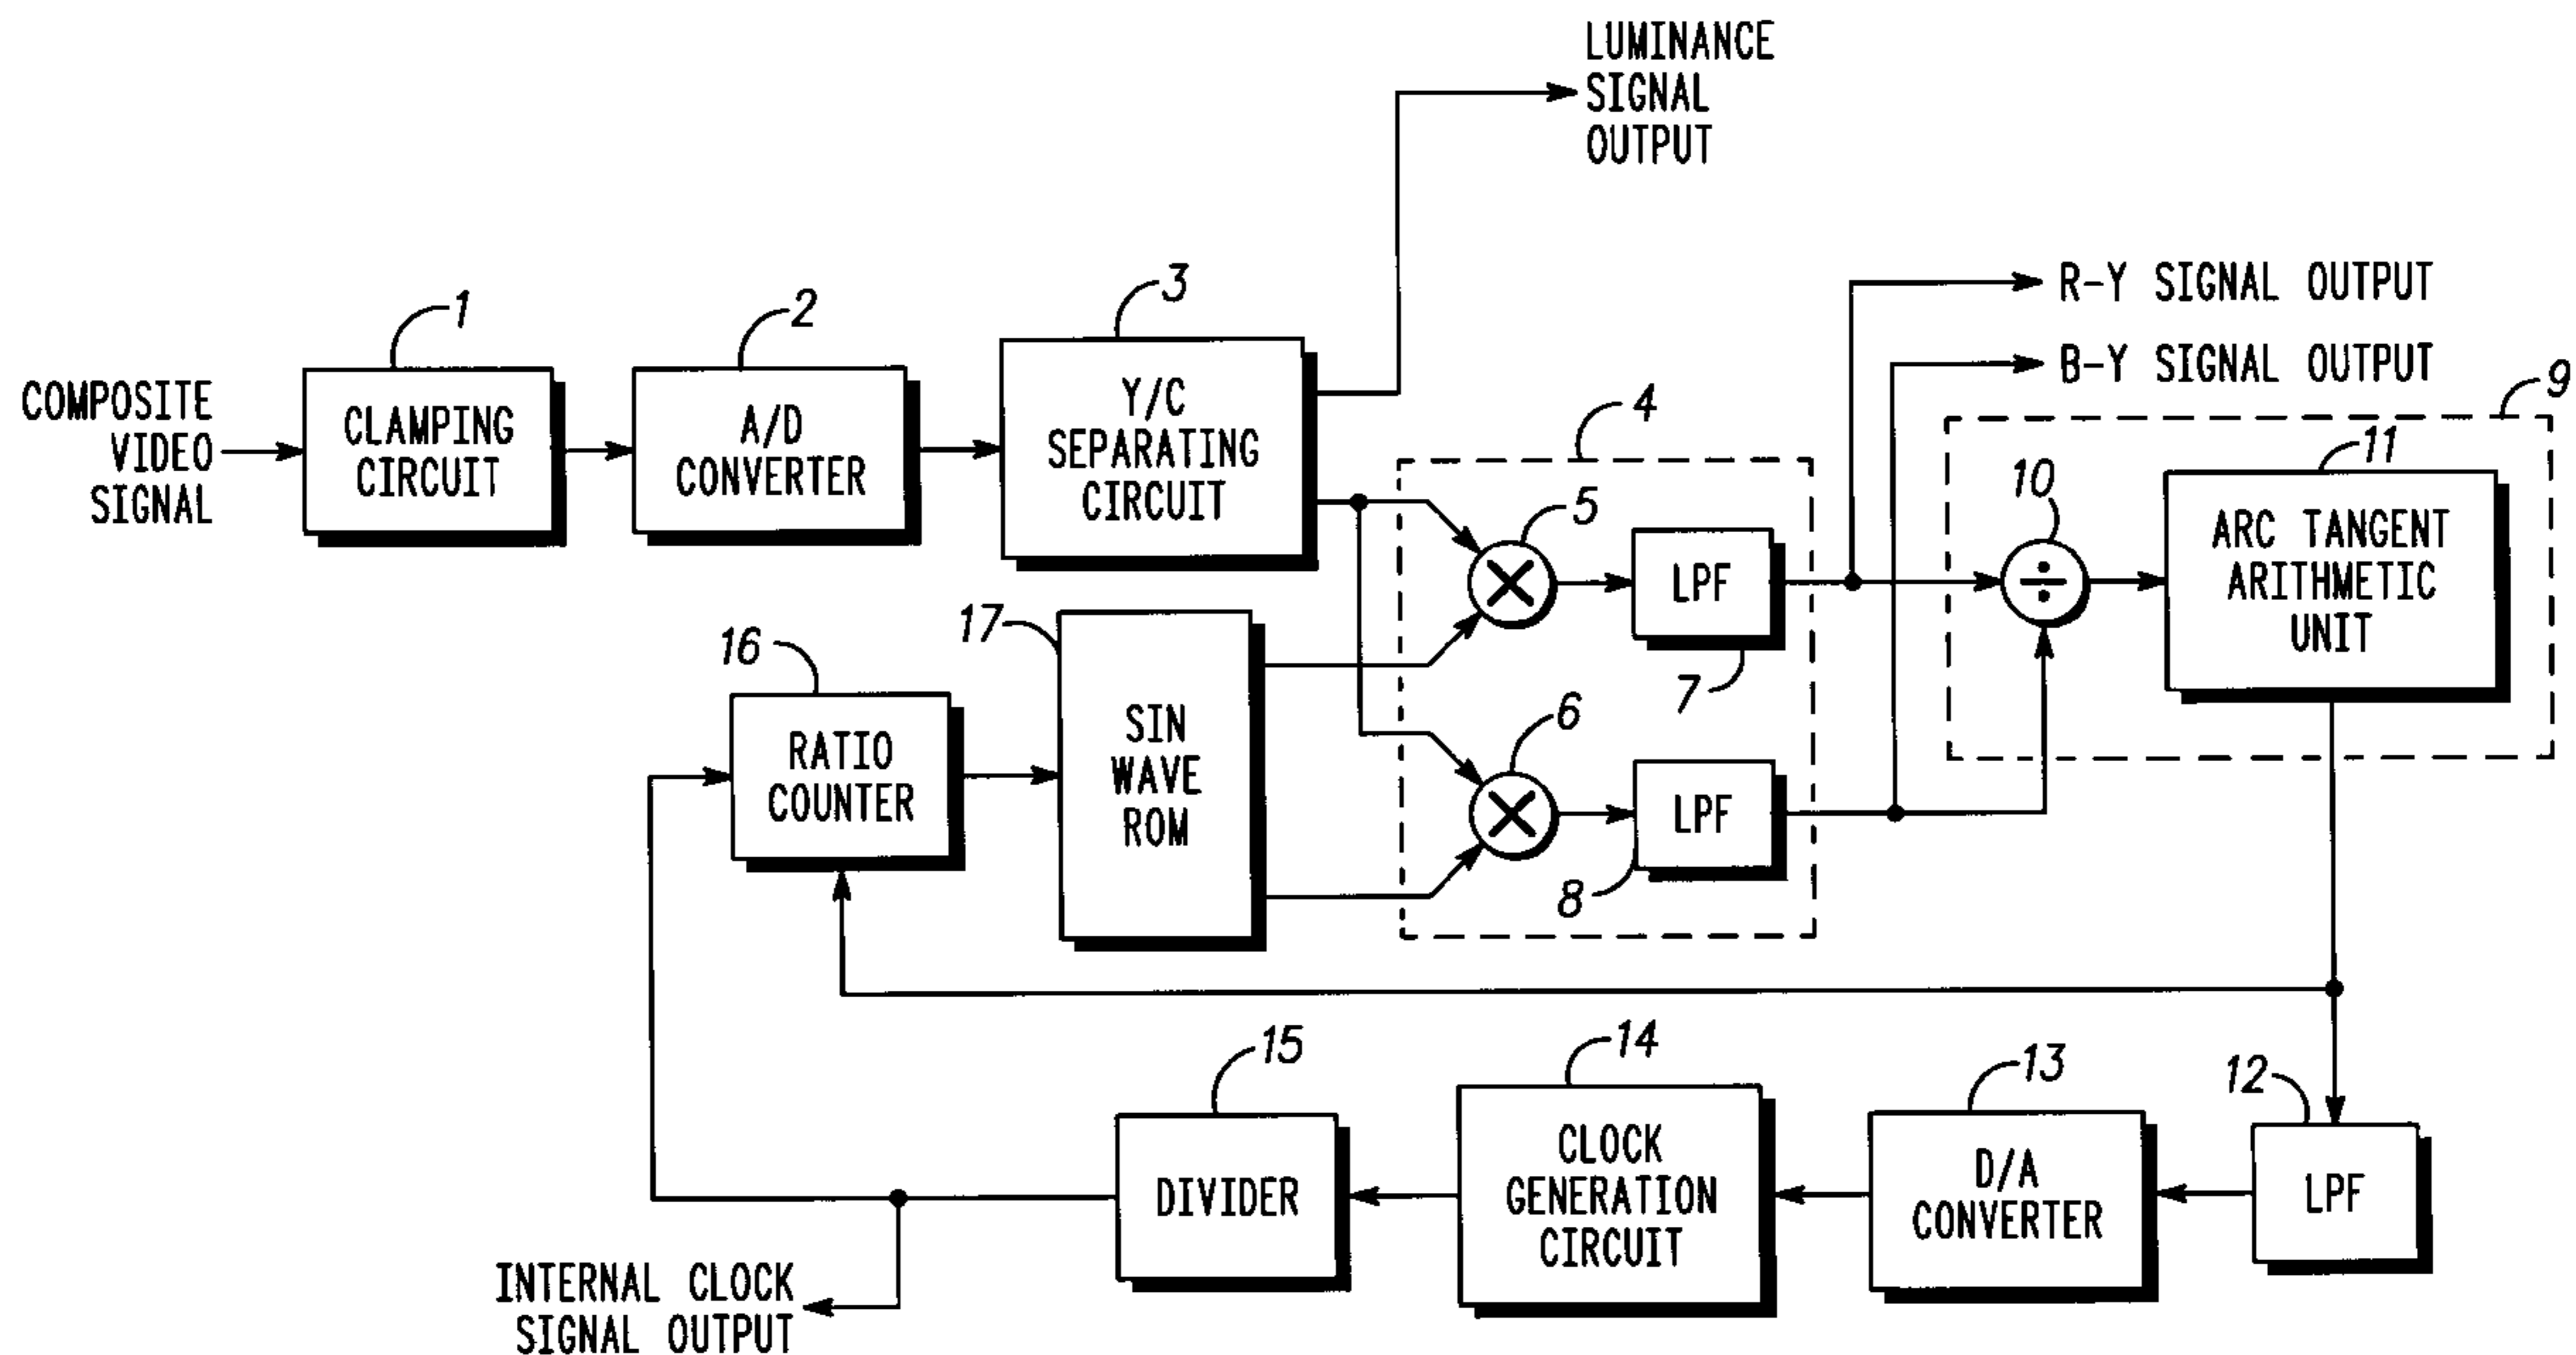 LUMINANCE
SIGNAL
OUTPUT
R-Y SIGNAL OUTPUT
B-Y SIGNAL OUTPUT
1
2
3
4
9
COMPOSITE
VIDEO
SIGNAL
CLAMPING
CIRCUIT
A/D
CONVERTER
Y/C
SEPARATING
CIRCUIT
5
LPF
7
10
÷
11
ARC TANGENT
ARITHMETIC
UNIT
16
RATIO
COUNTER
17
SIN
WAVE
ROM
6
LPF
8
15
DIVIDER
14
CLOCK
GENERATION
CIRCUIT
13
D/A
CONVERTER
12
LPF
INTERNAL CLOCK
SIGNAL OUTPUT